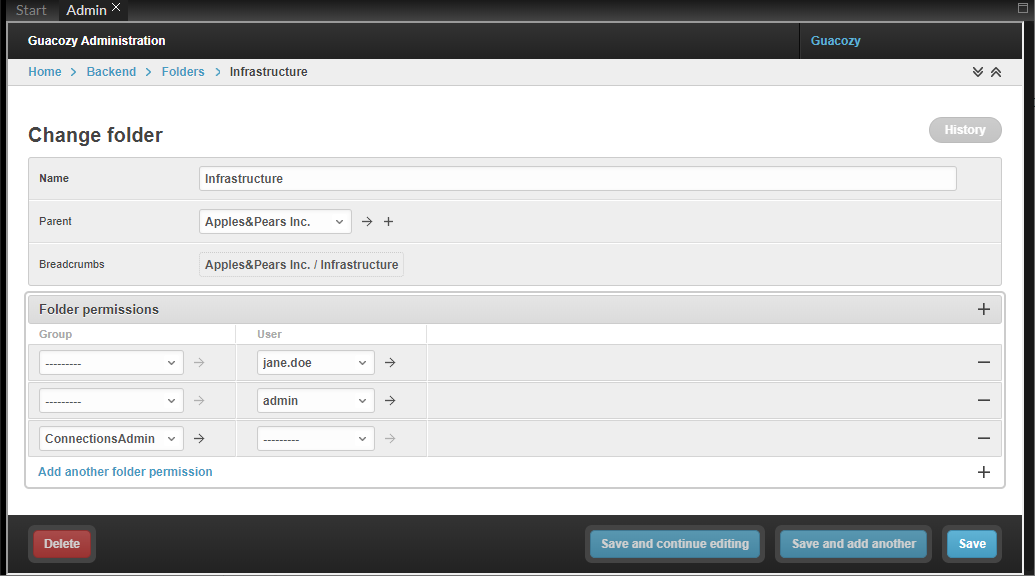 Start Admin
Guacozy Administration Guacozy
Home > Backend > Folders > Infrastructure
Change folder History
Name Infrastructure
Parent Apples&Pears Inc.
Breadcrumbs Apples&Pears Inc. / Infrastructure
Folder permissions
Group User
--------- jane.doe
--------- admin
ConnectionsAdmin ---------
Add another folder permission
Delete Save and continue editing Save and add another Save